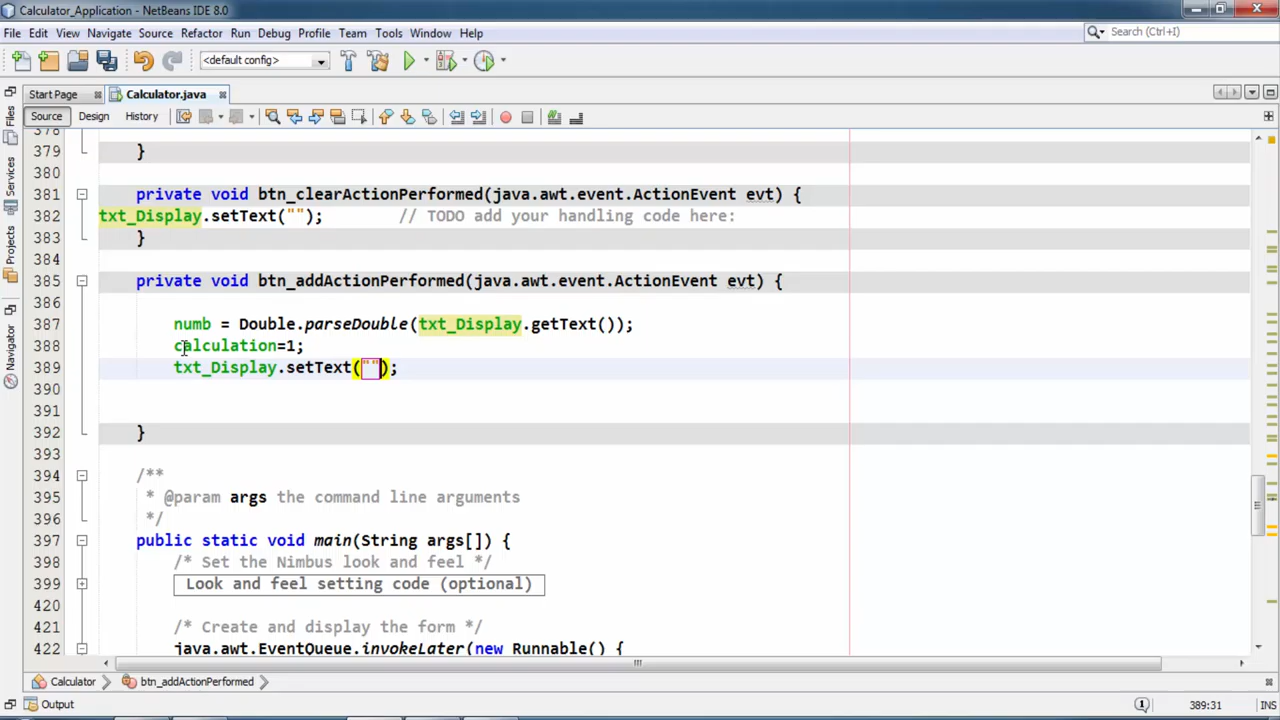 Calculator_Application - NetBeans IDE 8.0
File Edit View Navigate Source Refactor Run Debug Profile Team Tools Window Help
Search (Ctrl+I)
<default config>
Start Page
Calculator.java
Source Design History
Files
Services
Projects
Navigator
378
379 }
380
381 private void btn_clearActionPerformed(java.awt.event.ActionEvent evt) {
382 txt_Display.setText(""); // TODO add your handling code here:
383 }
384
385 private void btn_addActionPerformed(java.awt.event.ActionEvent evt) {
386
387 numb = Double.parseDouble(txt_Display.getText());
388 calculation=1;
389 txt_Display.setText("");
390
391
392 }
393
394 /**
395 * @param args the command line arguments
396 */
397 public static void main(String args[]) {
398 /* Set the Nimbus look and feel */
399 Look and feel setting code (optional)
420
421 /* Create and display the form */
422 java.awt.EventQueue.invokeLater(new Runnable() {
Calculator
btn_addActionPerformed
Output
1
389:31
INS